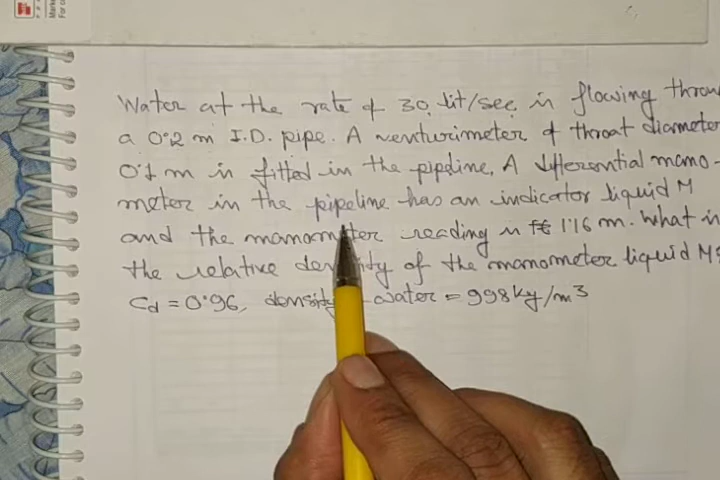 Water at the rate of 30 lit/sec is flowing throu
a 0.2 m I.D. pipe. A venturimeter of throat diameter
0.1 m is fitted in the pipeline. A differential mano-
meter in the pipeline has an indicator liquid M
and the manometer reading is 1.16 m. What is
the relative density of the manometer liquid M?
Cd = 0.96, density water = 998 kg/m3